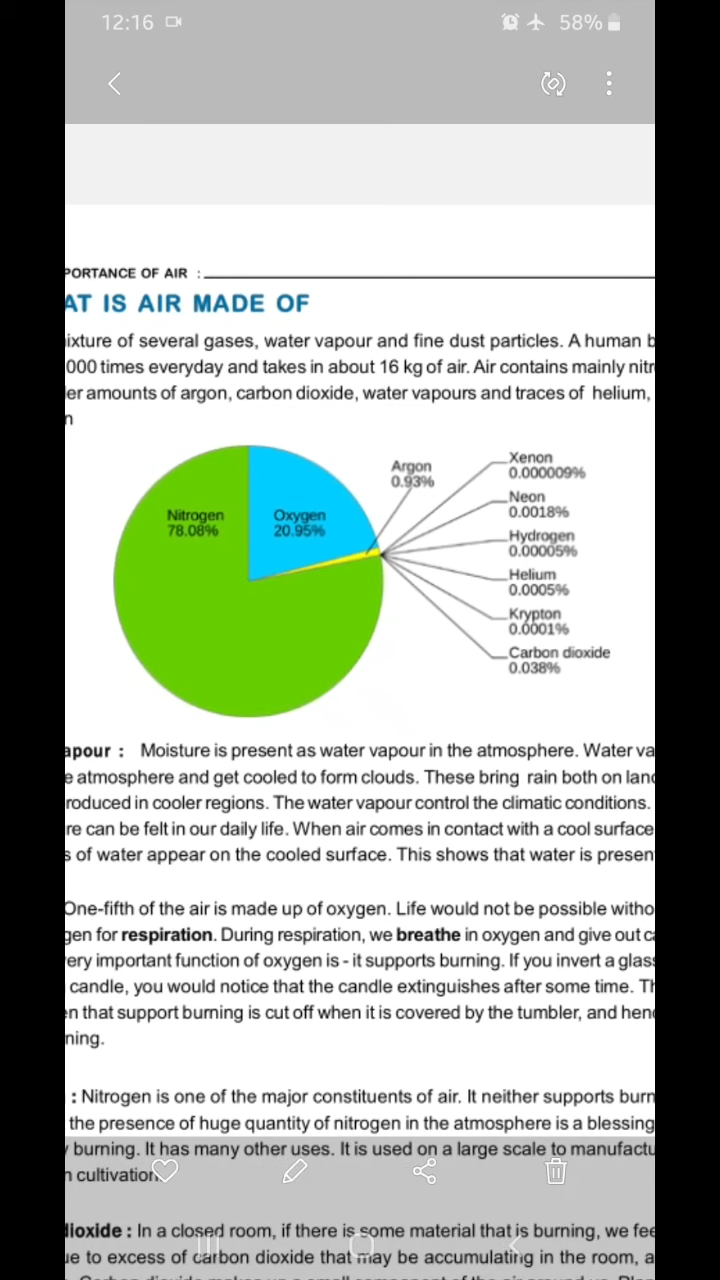 12:16
58%
PORTANCE OF AIR :
AT IS AIR MADE OF
ixture of several gases, water vapour and fine dust particles. A human b
000 times everyday and takes in about 16 kg of air. Air contains mainly nitr
er amounts of argon, carbon dioxide, water vapours and traces of helium,
n
Nitrogen
78.08%
Oxygen
20.95%
Argon
0.93%
Xenon
0.000009%
Neon
0.0018%
Hydrogen
0.00005%
Helium
0.0005%
Krypton
0.0001%
Carbon dioxide
0.038%
apour : Moisture is present as water vapour in the atmosphere. Water va
e atmosphere and get cooled to form clouds. These bring rain both on land
roduced in cooler regions. The water vapour control the climatic conditions.
re can be felt in our daily life. When air comes in contact with a cool surface
s of water appear on the cooled surface. This shows that water is present
One-fifth of the air is made up of oxygen. Life would not be possible witho
gen for respiration. During respiration, we breathe in oxygen and give out ca
ery important function of oxygen is - it supports burning. If you invert a glass
candle, you would notice that the candle extinguishes after some time. Th
en that support burning is cut off when it is covered by the tumbler, and henc
ning.
: Nitrogen is one of the major constituents of air. It neither supports burn
the presence of huge quantity of nitrogen in the atmosphere is a blessing
y burning. It has many other uses. It is used on a large scale to manufactu
n cultivation.
dioxide : In a closed room, if there is some material that is burning, we fee
ue to excess of carbon dioxide that may be accumulating in the room, a